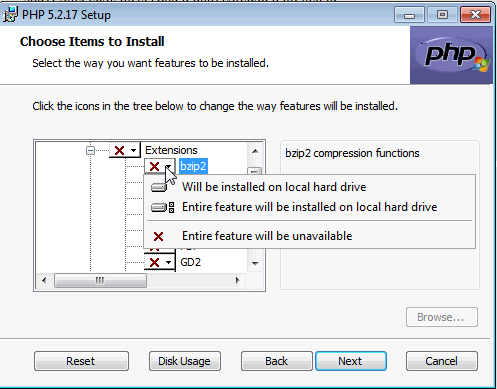 PHP 5.2.17 Setup
Choose Items to Install
Select the way you want features to be installed.
php
Click the icons in the tree below to change the way features will be installed.
Extensions
bzip2
bzip2 compression functions
Will be installed on local hard drive
Entire feature will be installed on local hard drive
Entire feature will be unavailable
GD2
Browse...
Reset
Disk Usage
Back
Next
Cancel